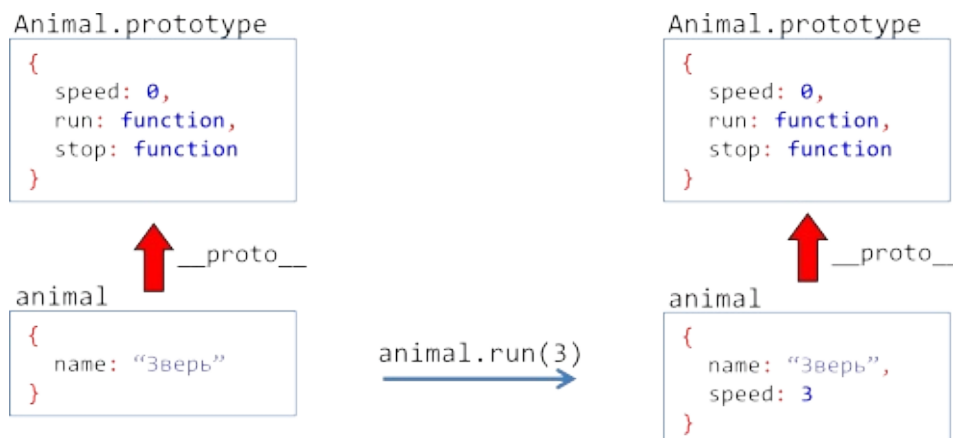 Animal.prototype
{
speed: 0,
run: function,
stop: function
}
__proto__
animal
{
name: “Зверь”
}
animal.run(3)
Animal.prototype
{
speed: 0,
run: function,
stop: function
}
__proto_
animal
{
name: “Зверь”,
speed: 3
}